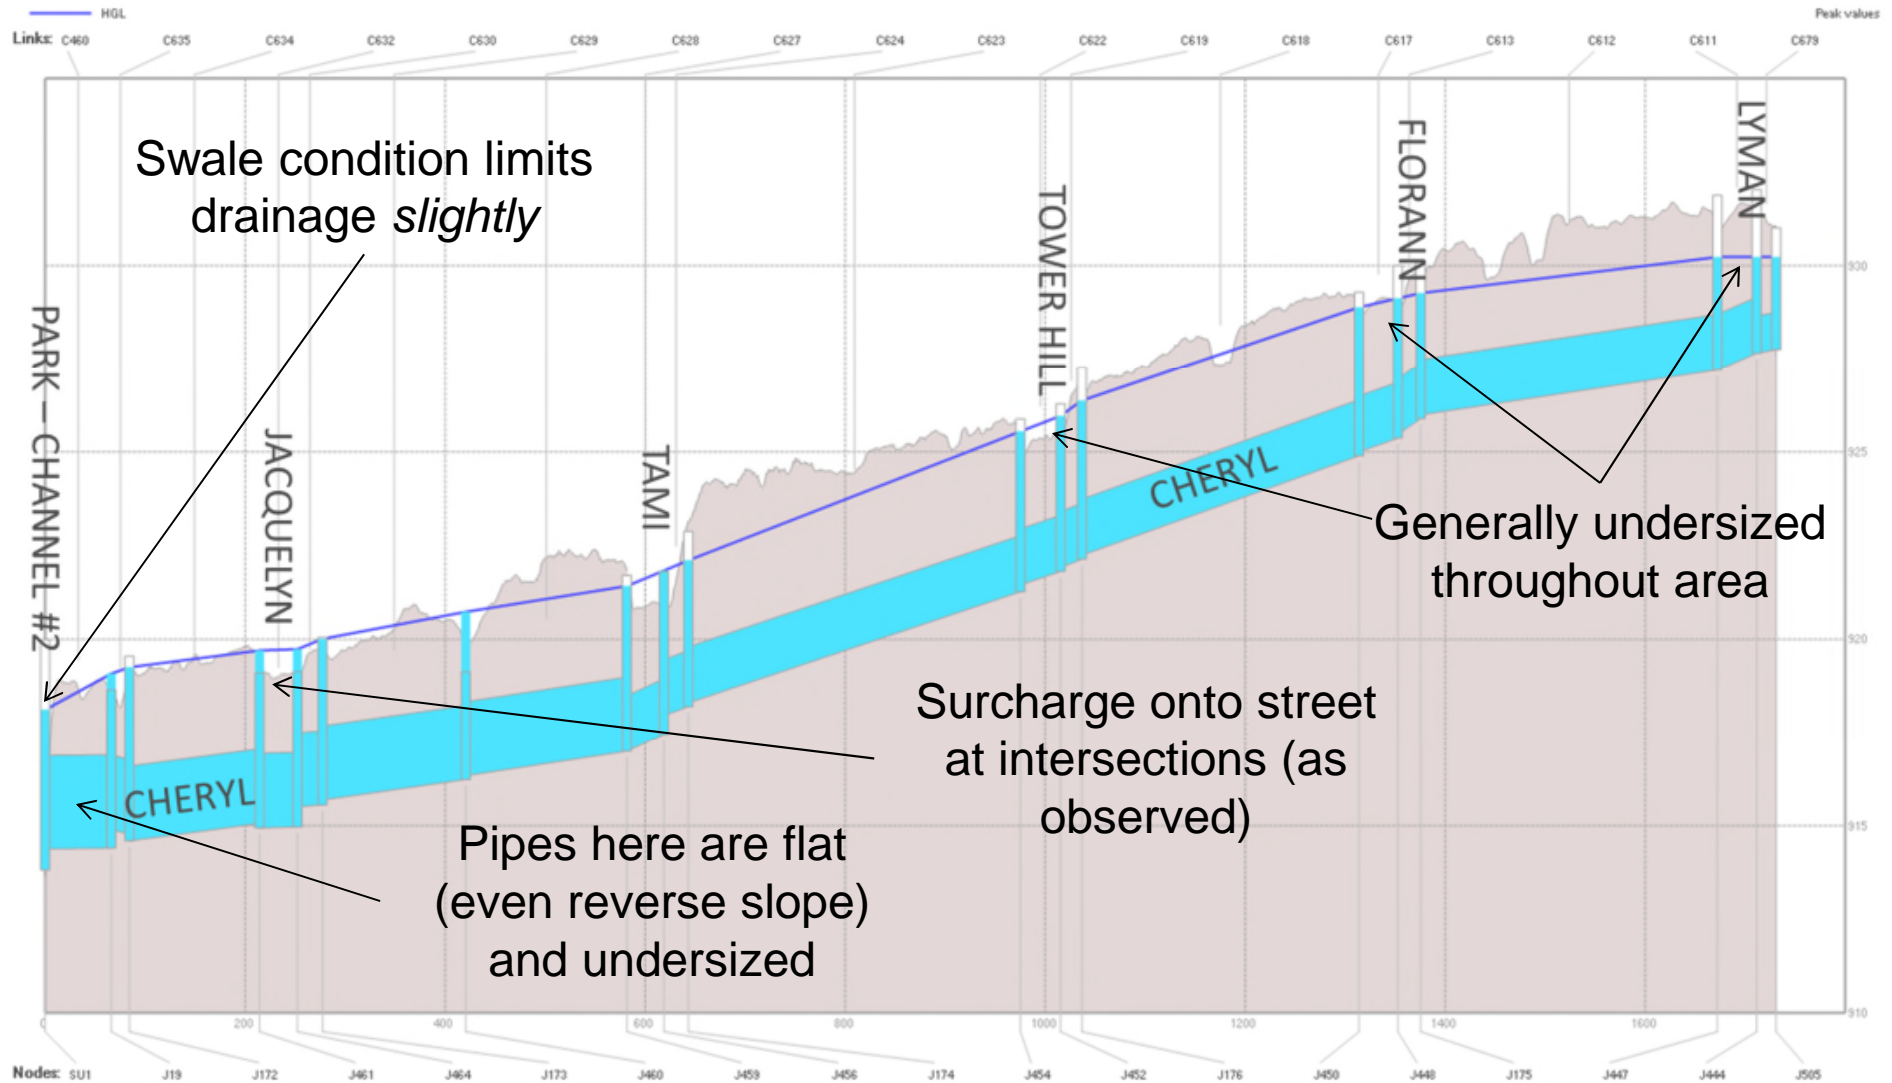 HGL
Peak values
Links: C460 C635 C634 C632 C630 C629 C628 C627 C624 C623 C622 C619 C618 C617 C613 C612 C611 C679
Swale condition limits
drainage slightly
PARK – CHANNEL #2
JACQUELYN
TAMI
TOWER HILL
FLORANN
LYMAN
930
925
920
915
910
CHERYL
Generally undersized
throughout area
CHERYL
Surcharge onto street
at intersections (as
observed)
Pipes here are flat
(even reverse slope)
and undersized
0 200 400 600 800 1000 1200 1400 1600
Nodes: SU1 J19 J172 J461 J464 J173 J460 J459 J456 J174 J454 J452 J176 J450 J448 J175 J447 J444 J505